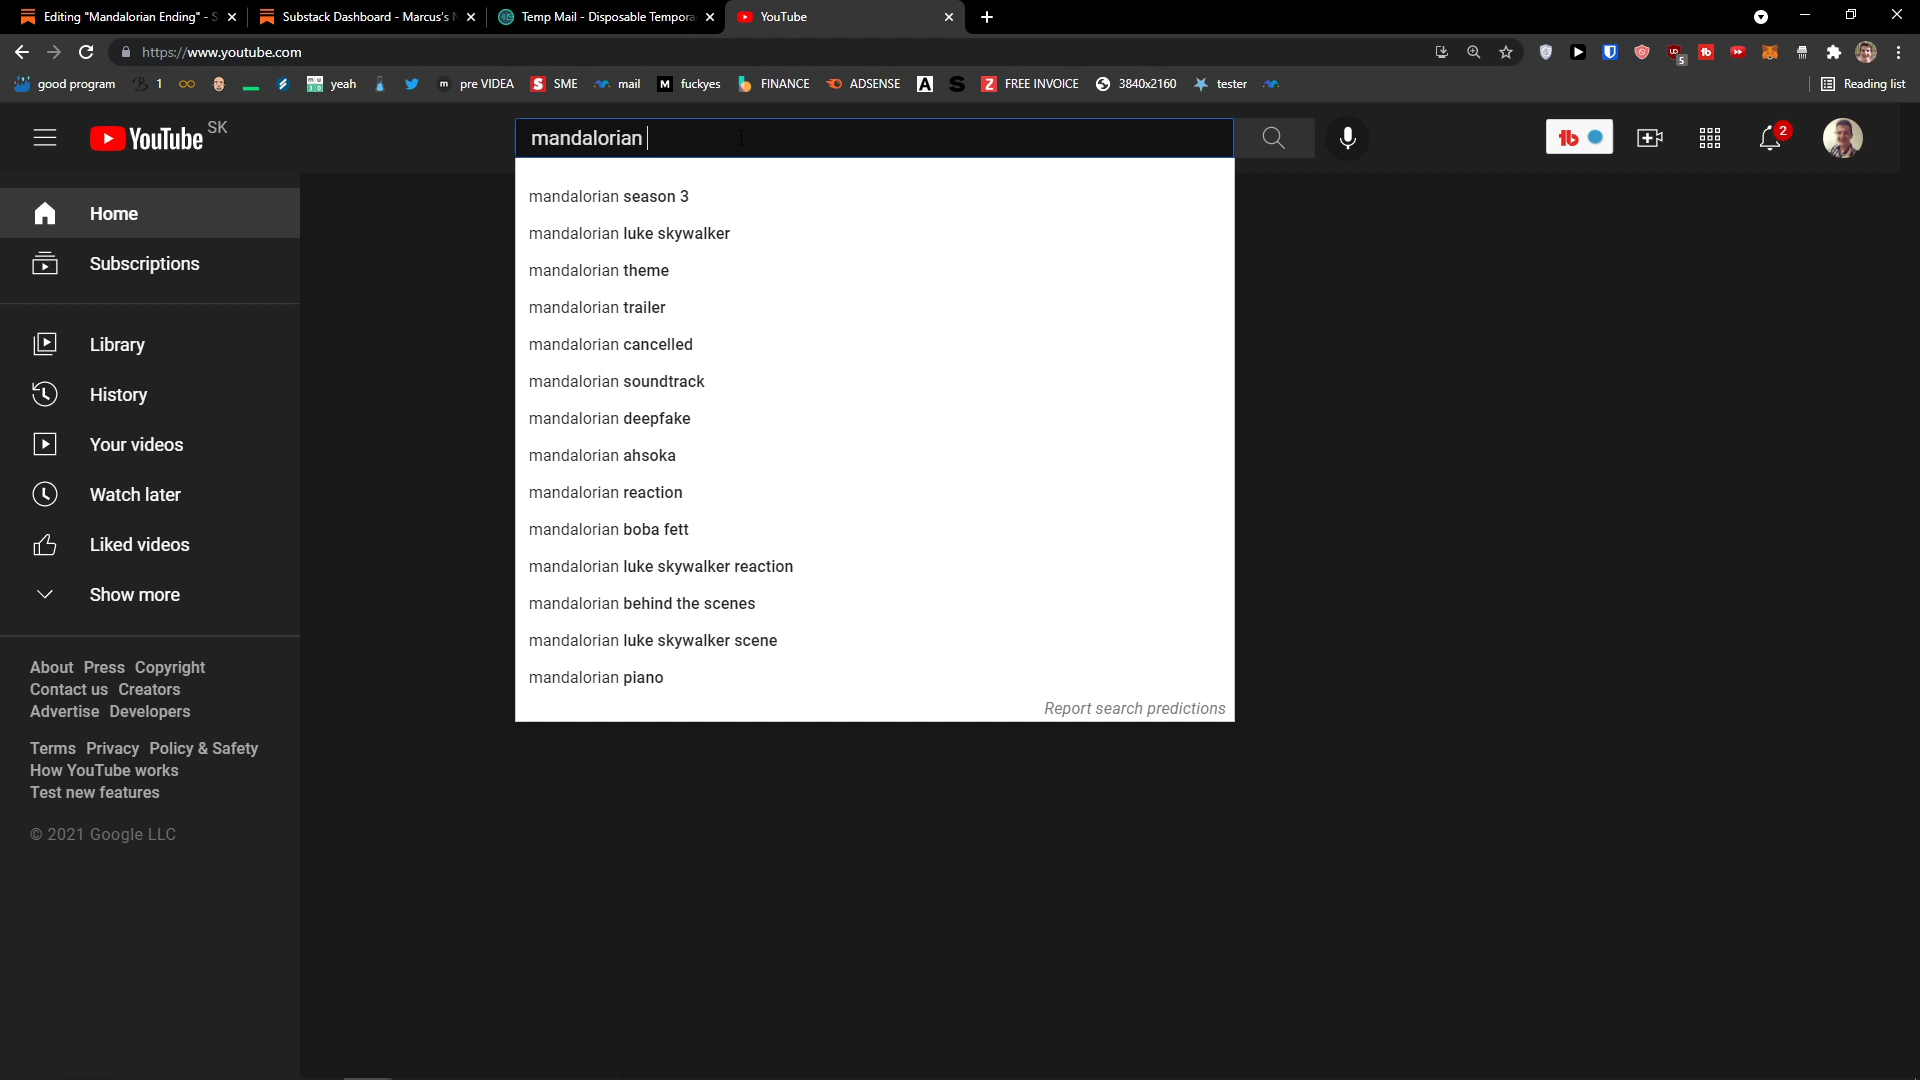 Editing "Mandalorian Ending" - S
Substack Dashboard - Marcus's N
Temp Mail - Disposable Tempora
YouTube
https://www.youtube.com
5
good program
1
yeah
pre VIDEA
SME
mail
fuckyes
FINANCE
ADSENSE
FREE INVOICE
3840x2160
tester
Reading list
YouTube SK
mandalorian
2
Home
Subscriptions
Library
History
Your videos
Watch later
Liked videos
Show more
About Press Copyright
Contact us Creators
Advertise Developers
Terms Privacy Policy & Safety
How YouTube works
Test new features
© 2021 Google LLC
mandalorian season 3
mandalorian luke skywalker
mandalorian theme
mandalorian trailer
mandalorian cancelled
mandalorian soundtrack
mandalorian deepfake
mandalorian ahsoka
mandalorian reaction
mandalorian boba fett
mandalorian luke skywalker reaction
mandalorian behind the scenes
mandalorian luke skywalker scene
mandalorian piano
Report search predictions